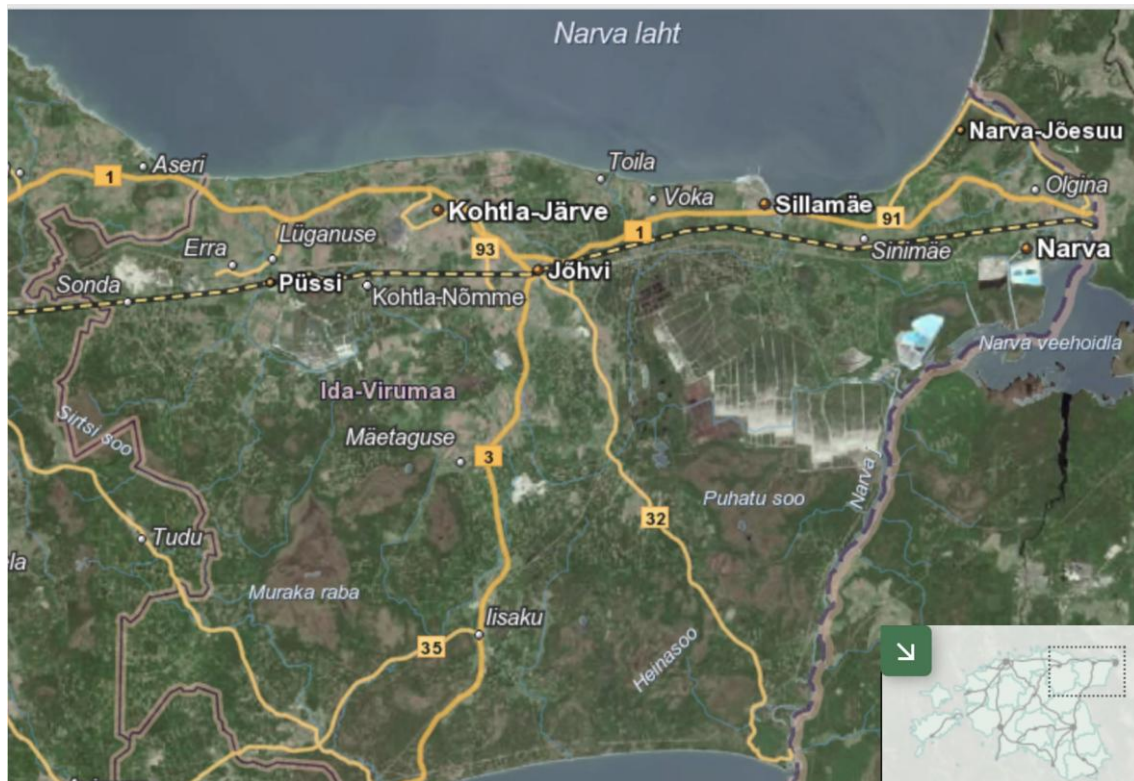 Narva laht
Narva-Jõesuu
Aseri
1
Toila
Olgina
Voka
Sillamäe
Kohtla-Järve
91
1
Lüganuse
93
Erra
Sinimäe
Narva
Jõhvi
Sonda
Püssi
Kohtla-Nõmme
Narva veehoidla
Ida-Virumaa
Sirtsi soo
Mäetaguse
3
Narva j
Puhatu soo
32
Tudu
ela
Muraka raba
Iisaku
35
Heinasoo